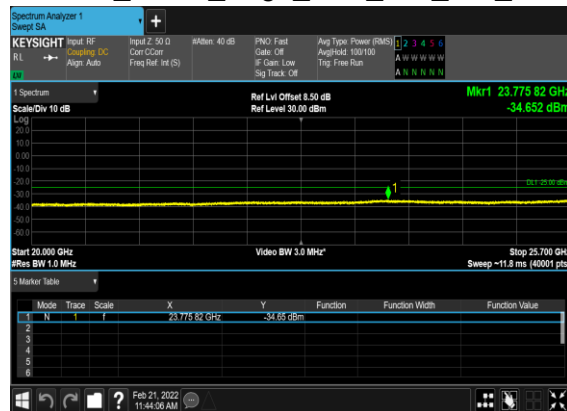 Spectrum Analyzer 1
Swept SA
+
KEYSIGHT
RL
LXI
Input: RF
Coupling: DC
Align: Auto
Input Z: 50 Ω
Corr CCorr
Freq Ref: Int (S)
#Atten: 40 dB
PNO: Fast
Gate: Off
IF Gain: Low
Sig Track: Off
Avg Type: Power (RMS)
Avg|Hold: 100/100
Trig: Free Run
1 2 3 4 5 6
A W W W W W
A N N N N N
1 Spectrum
Scale/Div 10 dB
Ref Lvl Offset 8.50 dB
Ref Level 30.00 dBm
Mkr1 23.775 82 GHz
-34.652 dBm
Log
20.0
10.0
0.00
-10.0
-20.0
-30.0
-40.0
-50.0
-60.0
1
DL1 -25.00 dBm
Start 20.000 GHz
#Res BW 1.0 MHz
Video BW 3.0 MHz*
Stop 25.700 GHz
Sweep ~11.8 ms (40001 pts)
5 Marker Table
Mode Trace Scale X Y Function Function Width Function Value
1 N 1 f 23.775 82 GHz -34.65 dBm
2
3
4
5
6
?
Feb 21, 2022
11:44:06 AM